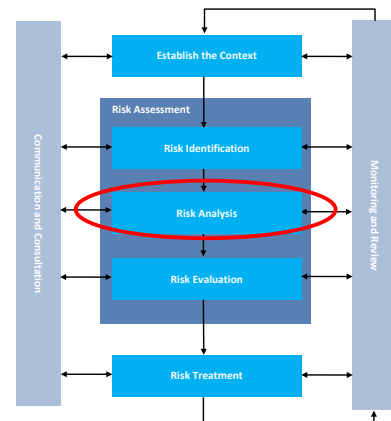 Establish the Context
Risk Assessment
Risk Identification
Risk Analysis
Risk Evaluation
Risk Treatment
Communication and Consultation
Monitoring and Review